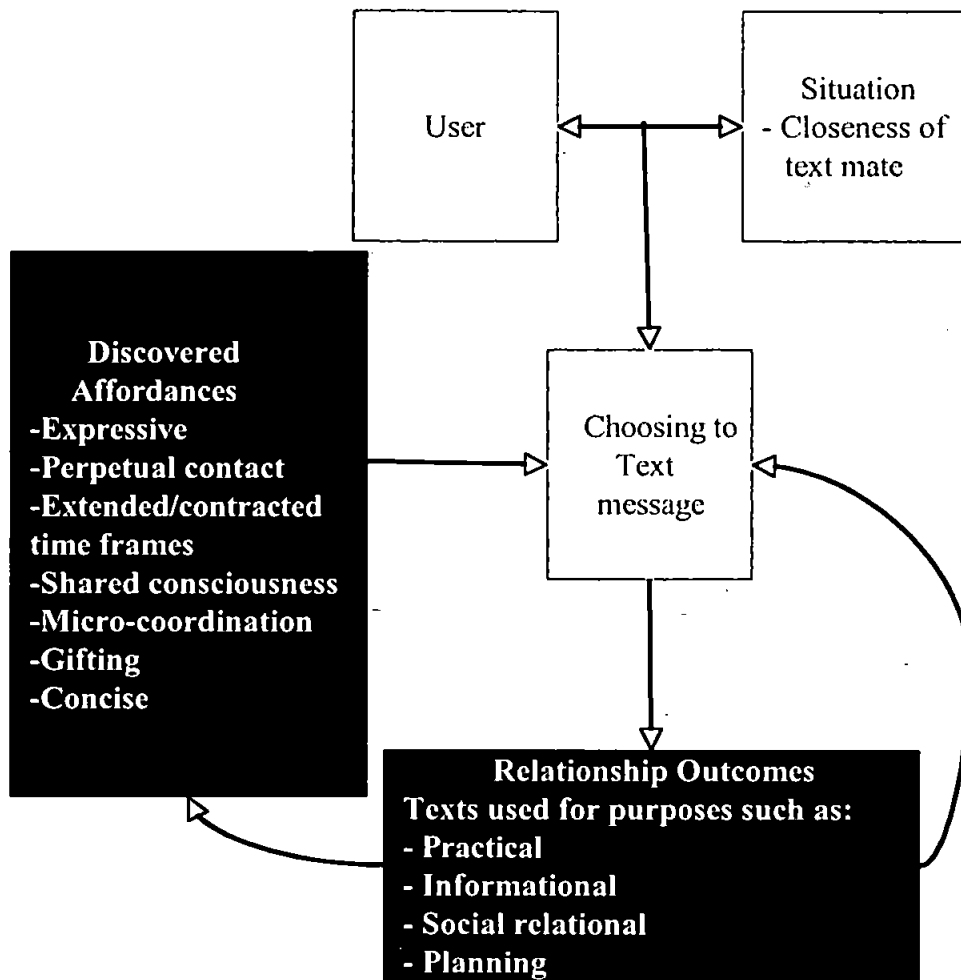 User
Situation
- Closeness of
text mate
Discovered
Affordances
-Expressive
-Perpetual contact
-Extended/contracted
time frames
-Shared consciousness
-Micro-coordination
-Gifting
-Concise
Choosing to
Text
message
Relationship Outcomes
Texts used for purposes such as:
- Practical
- Informational
- Social relational
- Planning